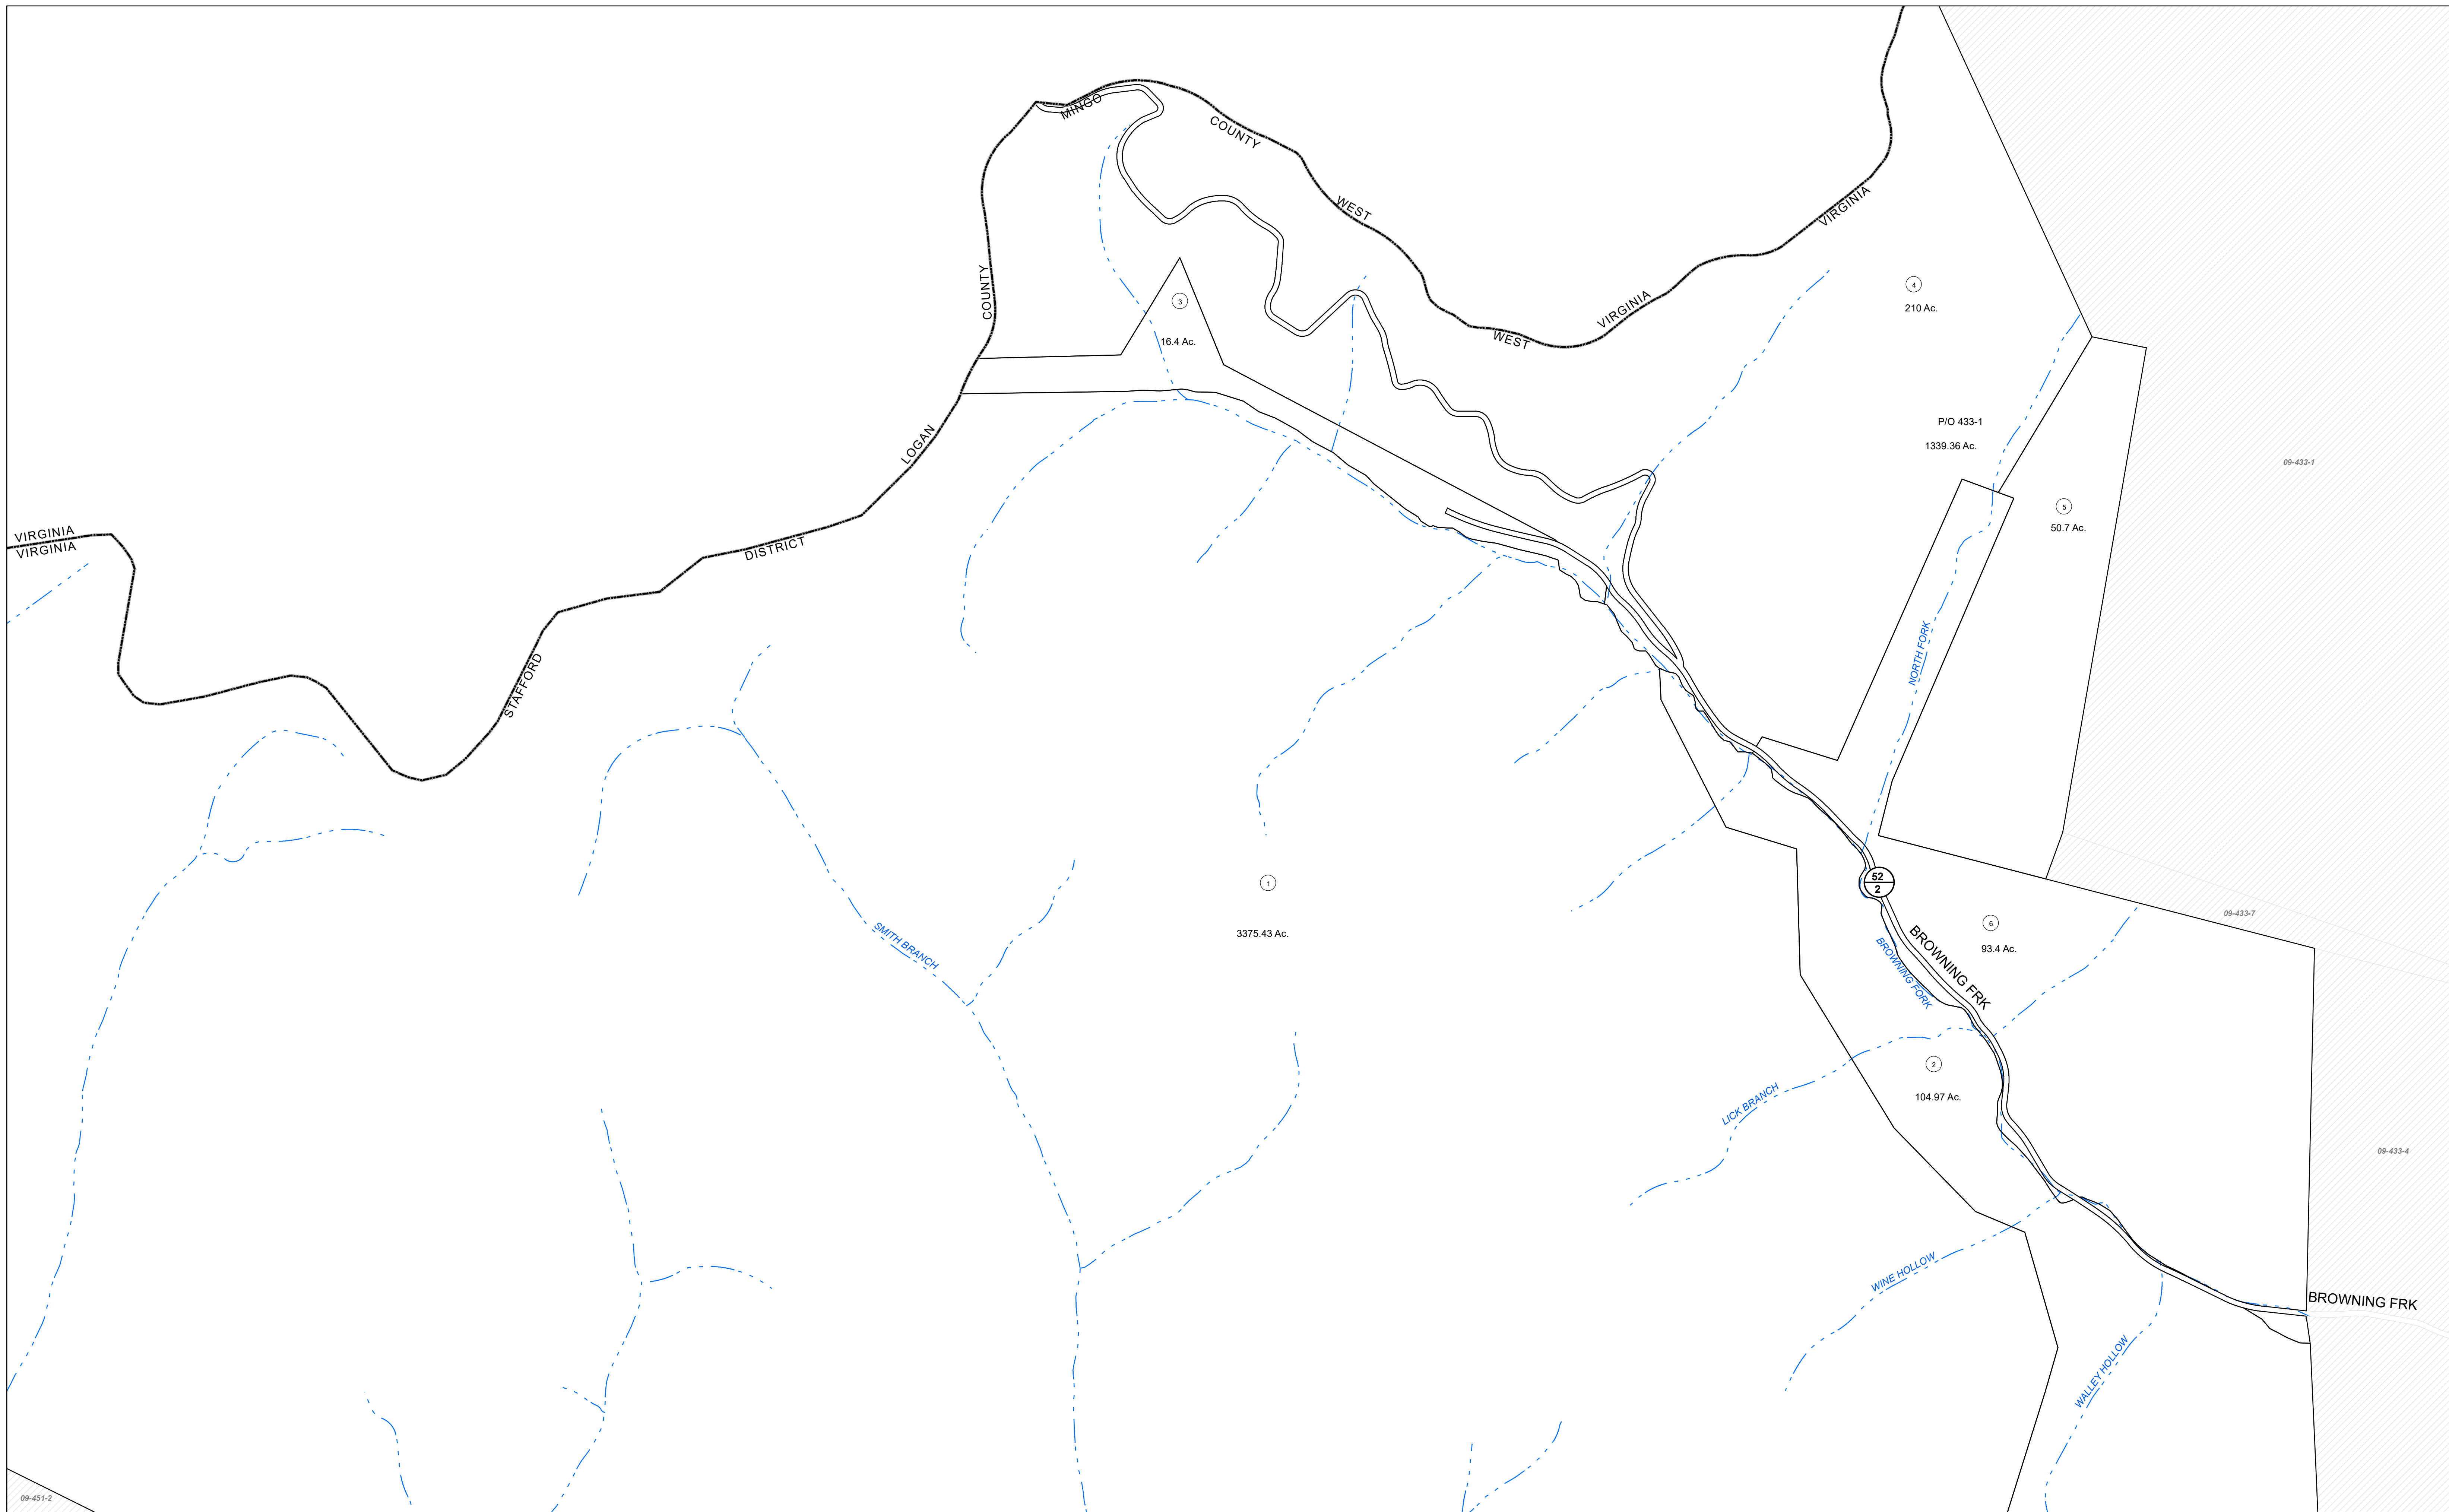 MINGO
COUNTY
WEST
VIRGINIA
COUNTY
WEST
VIRGINIA
4
210 Ac.
3
16.4 Ac.
LOGAN
P/O 433-1
1339.36 Ac.
09-433-1
5
50.7 Ac.
VIRGINIA
VIRGINIA
DISTRICT
STAFFORD
NORTH FORK
52
2
1
3375.43 Ac.
SMITH BRANCH
6
93.4 Ac.
09-433-7
BROWNING FRK
BROWNING FORK
2
104.97 Ac.
LICK BRANCH
09-433-4
WINE HOLLOW
BROWNING FRK
WALLEY HOLLOW
09-451-2